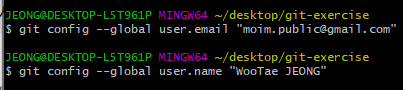 JEONG@DESKTOP-L5T961P MINGW64 ~/desktop/git-exercise
$ git config --global user.email "moim.public@gmail.com"
JEONG@DESKTOP-L5T961P MINGW64 ~/desktop/git-exercise
$ git config --global user.name "WooTae JEONG"